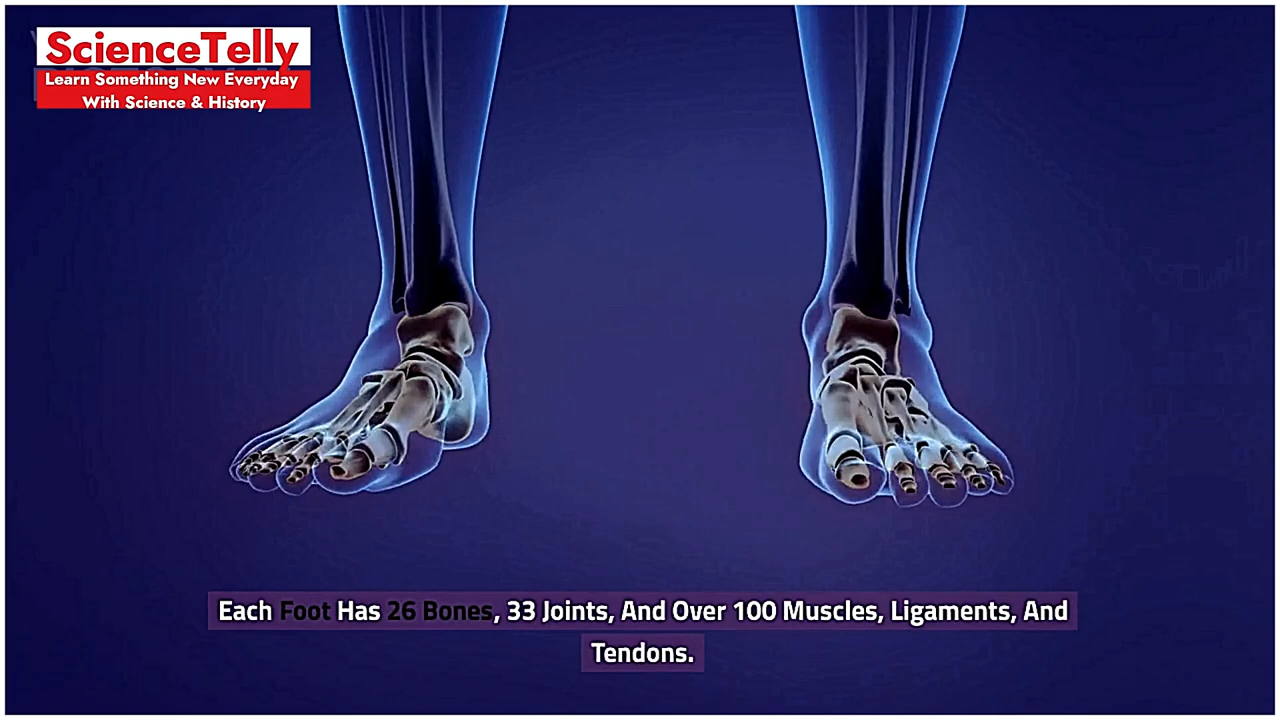 ScienceTelly
Learn Something New Everyday
With Science & History
Each Foot Has 26 Bones, 33 Joints, And Over 100 Muscles, Ligaments, And
Tendons.